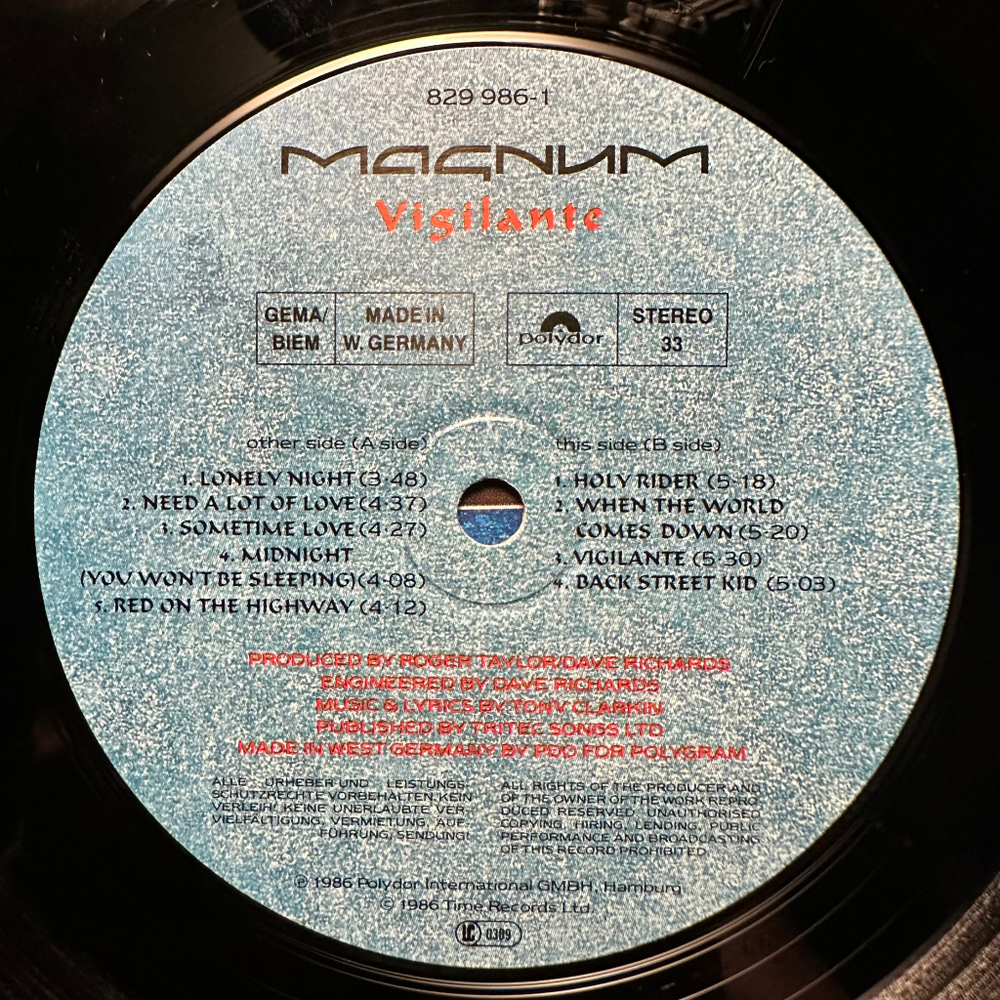 829 986-1
MAGNUM
Vigilante
GEMA/
BIEM
MADE IN
W. GERMANY
polydor
STEREO
33
other side (A side)
1. LONELY NIGHT (3·48)
2. NEED A LOT OF LOVE (4·37)
3. SOMETIME LOVE (4·27)
4. MIDNIGHT
(YOU WON'T BE SLEEPING) (4·08)
5. RED ON THE HIGHWAY (4·12)
this side (B side)
1. HOLY RIDER (5·18)
2. WHEN THE WORLD
COMES DOWN (5·20)
3. VIGILANTE (5·30)
4. BACK STREET KID (5·03)
PRODUCED BY ROGER TAYLOR/DAVE RICHARDS
ENGINEERED BY DAVE RICHARDS
MUSIC & LYRICS BY TONY CLARKIN
PUBLISHED BY TRITEC SONGS LTD
MADE IN WEST GERMANY BY PDO FOR POLYGRAM
ALLE URHEBER-UND LEISTUNGS-
SCHUTZRECHTE VORBEHALTEN. KEIN
VERLEIH! KEINE UNERLAUBTE VER-
VIELFÄLTIGUNG, VERMIETUNG, AUF-
FÜHRUNG, SENDUNG!
ALL RIGHTS OF THE PRODUCER AND
OF THE OWNER OF THE WORK REPRO-
DUCED RESERVED. UNAUTHORISED
COPYING, HIRING, LENDING, PUBLIC
PERFORMANCE AND BROADCASTING
OF THIS RECORD PROHIBITED.
℗ 1986 Polydor International GMBH, Hamburg
© 1986 Time Records Ltd.
LC 0309